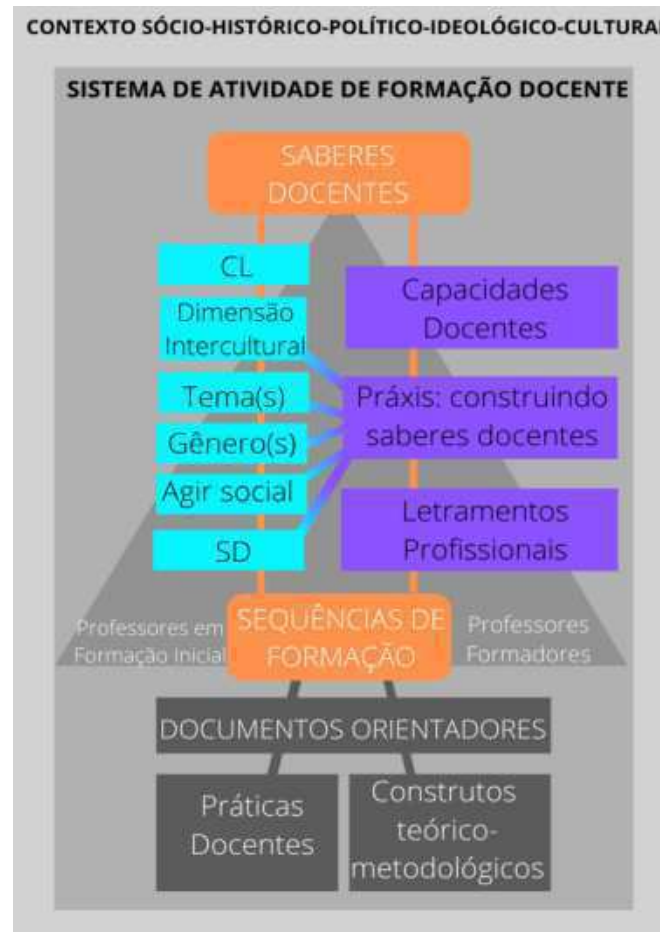 CONTEXTO SÓCIO-HISTÓRICO-POLÍTICO-IDEOLÓGICO-CULTURAL
SISTEMA DE ATIVIDADE DE FORMAÇÃO DOCENTE
SABERES
DOCENTES
CL
Dimensão
Intercultural
Tema(s)
Gênero(s)
Agir social
SD
Capacidades
Docentes
Práxis: construindo
saberes docentes
Letramentos
Profissionais
Professores em
Formação Inicial
SEQUÊNCIAS DE
FORMAÇÃO
Professores
Formadores
DOCUMENTOS ORIENTADORES
Práticas
Docentes
Construtos
teórico-
metodológicos